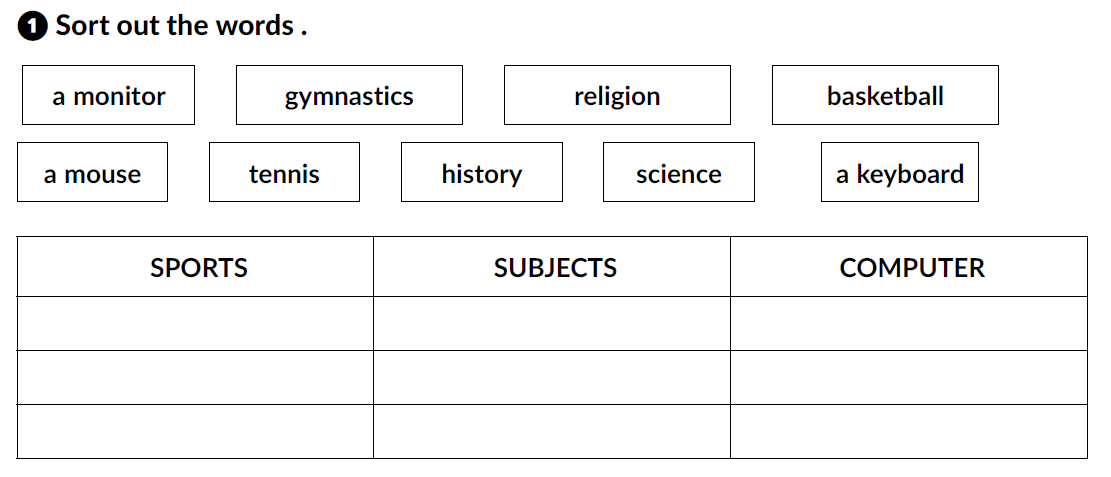 1 Sort out the words .
a monitor gymnastics religion basketball
a mouse tennis history science a keyboard
SPORTS SUBJECTS COMPUTER